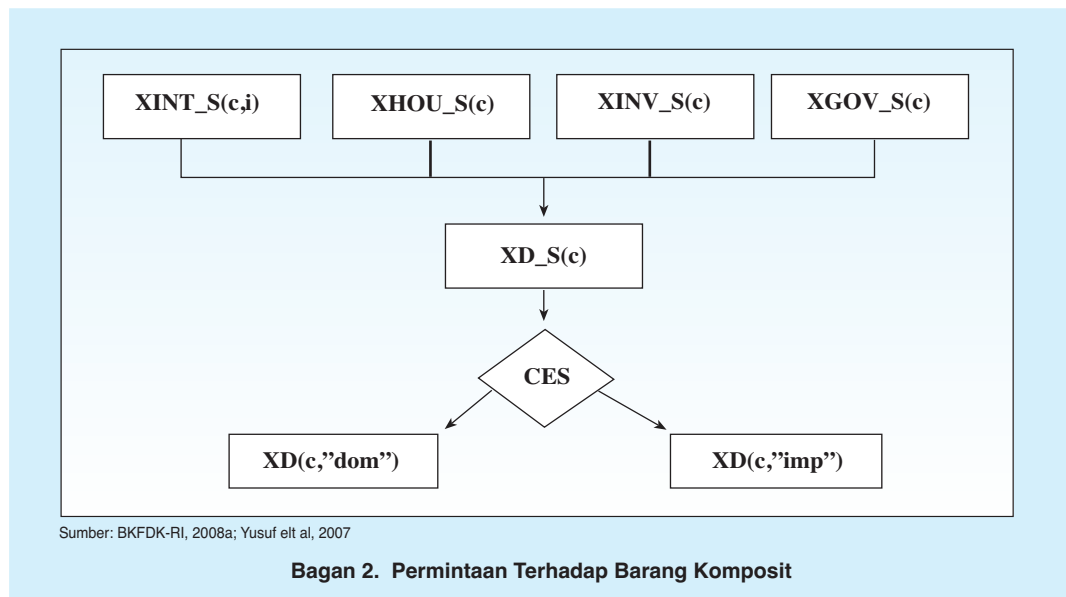 XINT_S(c,i)
XHOU_S(c)
XINV_S(c)
XGOV_S(c)
XD_S(c)
CES
XD(c,”dom”)
XD(c,”imp”)
Sumber: BKFDK-RI, 2008a; Yusuf elt al, 2007
Bagan 2. Permintaan Terhadap Barang Komposit